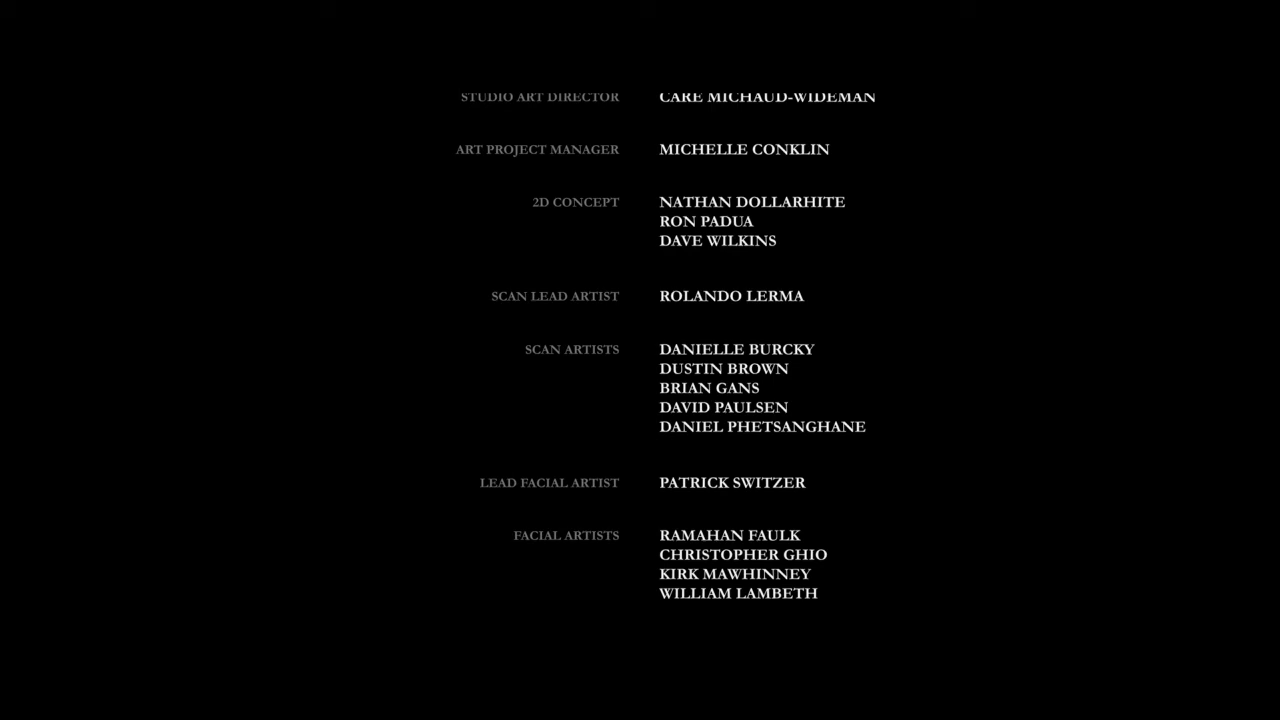 STUDIO ART DIRECTOR CARE MICHAUD-WIDEMAN
ART PROJECT MANAGER MICHELLE CONKLIN
2D CONCEPT NATHAN DOLLARHITE
RON PADUA
DAVE WILKINS
SCAN LEAD ARTIST ROLANDO LERMA
SCAN ARTISTS DANIELLE BURCKY
DUSTIN BROWN
BRIAN GANS
DAVID PAULSEN
DANIEL PHETSANGHANE
LEAD FACIAL ARTIST PATRICK SWITZER
FACIAL ARTISTS RAMAHAN FAULK
CHRISTOPHER GHIO
KIRK MAWHINNEY
WILLIAM LAMBETH